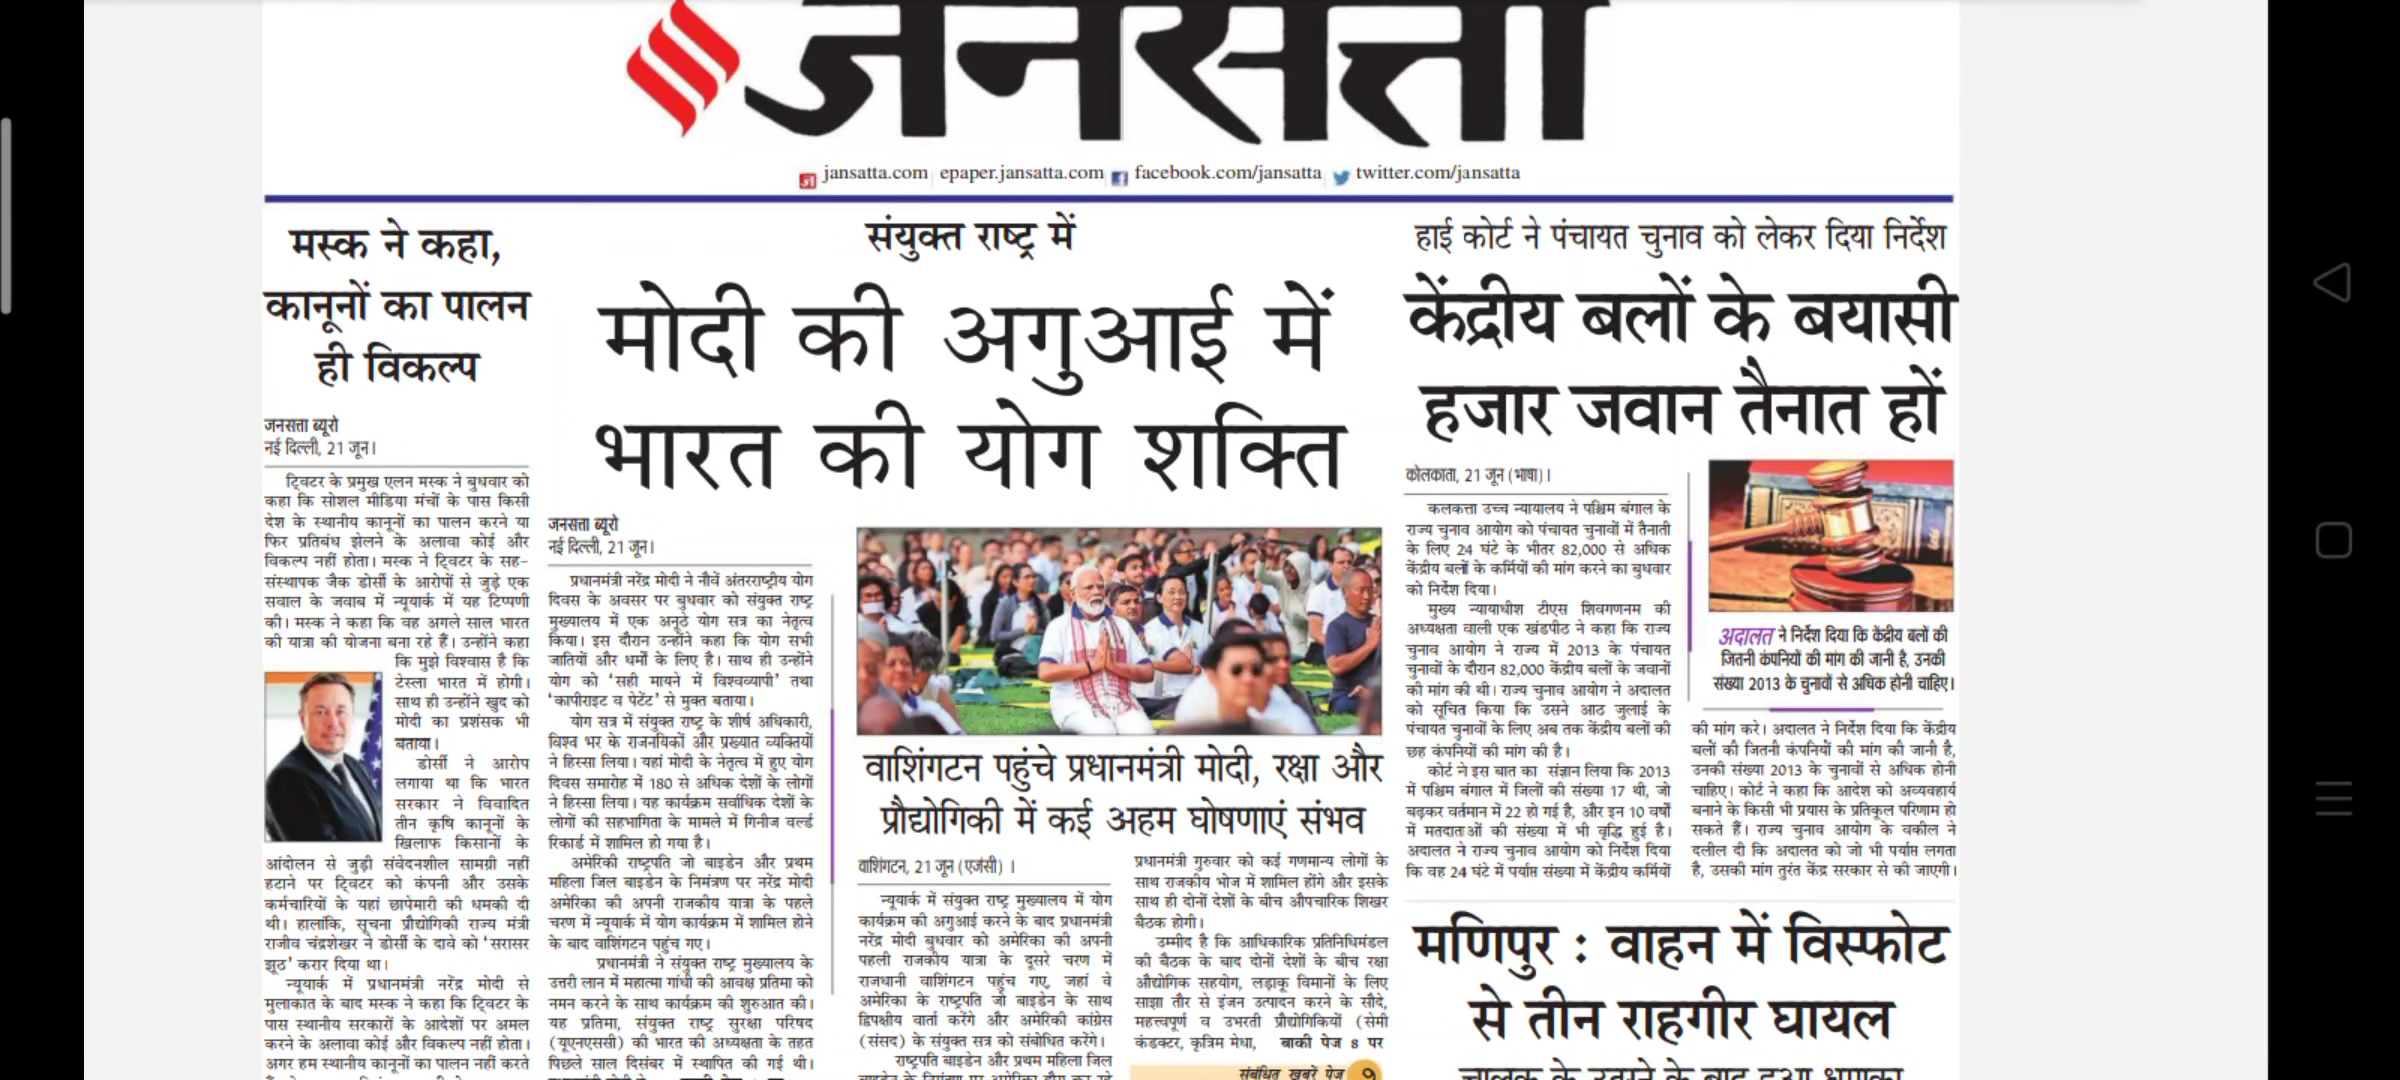 जनसत्ता
jansatta.com epaper.jansatta.com facebook.com/jansatta twitter.com/jansatta
मस्क ने कहा,
कानूनों का पालन
ही विकल्प
जनसत्ता ब्यूरो
नई दिल्ली, 21 जून।
ट्विटर के प्रमुख एलन मस्क ने बुधवार को
कहा कि सोशल मीडिया मंचों के पास किसी
देश के स्थानीय कानूनों का पालन करने या
फिर प्रतिबंध झेलने के अलावा कोई और
विकल्प नहीं होता। मस्क ने ट्विटर के सह-
संस्थापक जैक डोर्सी के आरोपों से जुड़े एक
सवाल के जवाब में न्यूयार्क में यह टिप्पणी
की। मस्क ने कहा कि वह अगले साल भारत
की यात्रा की योजना बना रहे हैं। उन्होंने कहा
कि मुझे विश्वास है कि
टेस्ला भारत में होगी।
साथ ही उन्होंने खुद को
मोदी का प्रशंसक भी
बताया।
डोर्सी ने आरोप
लगाया था कि भारत
सरकार ने विवादित
तीन कृषि कानूनों के
खिलाफ किसानों के
आंदोलन से जुड़ी संवेदनशील सामग्री नहीं
हटाने पर ट्विटर को कंपनी और उसके
कर्मचारियों के यहां छापेमारी की धमकी दी
थी। हालांकि, सूचना प्रौद्योगिकी राज्य मंत्री
राजीव चंद्रशेखर ने डोर्सी के दावे को 'सरासर
झूठ' करार दिया था।
न्यूयार्क में प्रधानमंत्री नरेंद्र मोदी से
मुलाकात के बाद मस्क ने कहा कि ट्विटर के
पास स्थानीय सरकारों के आदेशों पर अमल
करने के अलावा कोई और विकल्प नहीं होता।
अगर हम स्थानीय कानूनों का पालन नहीं करते
संयुक्त राष्ट्र में
मोदी की अगुआई में
भारत की योग शक्ति
जनसत्ता ब्यूरो
नई दिल्ली, 21 जून।
प्रधानमंत्री नरेंद्र मोदी ने नौवें अंतरराष्ट्रीय योग
दिवस के अवसर पर बुधवार को संयुक्त राष्ट्र
मुख्यालय में एक अनूठे योग सत्र का नेतृत्व
किया। इस दौरान उन्होंने कहा कि योग सभी
जातियों और धर्मों के लिए है। साथ ही उन्होंने
योग को 'सही मायने में विश्वव्यापी' तथा
'कापीराइट व पेटेंट' से मुक्त बताया।
योग सत्र में संयुक्त राष्ट्र के शीर्ष अधिकारी,
विश्व भर के राजनयिकों और प्रख्यात व्यक्तियों
ने हिस्सा लिया। यहां मोदी के नेतृत्व में हुए योग
दिवस समारोह में 180 से अधिक देशों के लोगों
ने हिस्सा लिया। यह कार्यक्रम सर्वाधिक देशों के
लोगों की सहभागिता के मामले में गिनीज वर्ल्ड
रिकार्ड में शामिल हो गया है।
अमेरिकी राष्ट्रपति जो बाइडेन और प्रथम
महिला जिल बाइडेन के निमंत्रण पर नरेंद्र मोदी
अमेरिका की अपनी राजकीय यात्रा के पहले
चरण में न्यूयार्क में योग कार्यक्रम में शामिल होने
के बाद वाशिंगटन पहुंच गए।
प्रधानमंत्री ने संयुक्त राष्ट्र मुख्यालय के
उत्तरी लान में महात्मा गांधी की आवक्ष प्रतिमा को
नमन करने के साथ कार्यक्रम की शुरुआत की।
यह प्रतिमा, संयुक्त राष्ट्र सुरक्षा परिषद
(यूएनएससी) की भारत की अध्यक्षता के तहत
पिछले साल दिसंबर में स्थापित की गई थी।
वाशिंगटन पहुंचे प्रधानमंत्री मोदी, रक्षा और
प्रौद्योगिकी में कई अहम घोषणाएं संभव
वाशिंगटन, 21 जून (एजंसी) ।
न्यूयार्क में संयुक्त राष्ट्र मुख्यालय में योग
कार्यक्रम की अगुआई करने के बाद प्रधानमंत्री
नरेंद्र मोदी बुधवार को अमेरिका की अपनी
पहली राजकीय यात्रा के दूसरे चरण में
राजधानी वाशिंगटन पहुंच गए, जहां वे
अमेरिका के राष्ट्रपति जो बाइडेन के साथ
द्विपक्षीय वार्ता करेंगे और अमेरिकी कांग्रेस
(संसद) के संयुक्त सत्र को संबोधित करेंगे।
राष्ट्रपति बाइडेन और प्रथम महिला जिल
प्रधानमंत्री गुरुवार को कई गणमान्य लोगों के
साथ राजकीय भोज में शामिल होंगे और इसके
साथ ही दोनों देशों के बीच औपचारिक शिखर
बैठक होगी।
उम्मीद है कि आधिकारिक प्रतिनिधिमंडल
की बैठक के बाद दोनों देशों के बीच रक्षा
औद्योगिक सहयोग, लड़ाकू विमानों के लिए
साझा तौर से इंजन उत्पादन करने के सौदे,
महत्त्वपूर्ण व उभरती प्रौद्योगिकियों (सेमी
कंडक्टर, कृत्रिम मेधा, बाकी पेज 8 पर
संबंधित खबरें पेज 9
हाई कोर्ट ने पंचायत चुनाव को लेकर दिया निर्देश
केंद्रीय बलों के बयासी
हजार जवान तैनात हों
कोलकाता, 21 जून (भाषा)।
कलकत्ता उच्च न्यायालय ने पश्चिम बंगाल के
राज्य चुनाव आयोग को पंचायत चुनावों में तैनाती
के लिए 24 घंटे के भीतर 82,000 से अधिक
केंद्रीय बलों के कर्मियों की मांग करने का बुधवार
को निर्देश दिया।
मुख्य न्यायाधीश टीएस शिवगणनम की
अध्यक्षता वाली एक खंडपीठ ने कहा कि राज्य
चुनाव आयोग ने राज्य में 2013 के पंचायत
चुनावों के दौरान 82,000 केंद्रीय बलों के जवानों
की मांग की थी। राज्य चुनाव आयोग ने अदालत
को सूचित किया कि उसने आठ जुलाई के
पंचायत चुनावों के लिए अब तक केंद्रीय बलों की
छह कंपनियों की मांग की है।
कोर्ट ने इस बात का संज्ञान लिया कि 2013
में पश्चिम बंगाल में जिलों की संख्या 17 थी, जो
बढ़कर वर्तमान में 22 हो गई है, और इन 10 वर्षों
में मतदाताओं की संख्या में भी वृद्धि हुई है।
अदालत ने राज्य चुनाव आयोग को निर्देश दिया
कि वह 24 घंटे में पर्याप्त संख्या में केंद्रीय कर्मियों
अदालत ने निर्देश दिया कि केंद्रीय बलों की
जितनी कंपनियों की मांग की जानी है, उनकी
संख्या 2013 के चुनावों से अधिक होनी चाहिए।
की मांग करे। अदालत ने निर्देश दिया कि केंद्रीय
बलों की जितनी कंपनियों की मांग की जानी है,
उनकी संख्या 2013 के चुनावों से अधिक होनी
चाहिए। कोर्ट ने कहा कि आदेश को अव्यवहार्य
बनाने के किसी भी प्रयास के प्रतिकूल परिणाम हो
सकते हैं। राज्य चुनाव आयोग के वकील ने
दलील दी कि अदालत को जो भी पर्याप्त लगता
है, उसकी मांग तुरंत केंद्र सरकार से की जाएगी।
मणिपुर : वाहन में विस्फोट
से तीन राहगीर घायल
चालक के उतरने के बाद हुआ धमाका